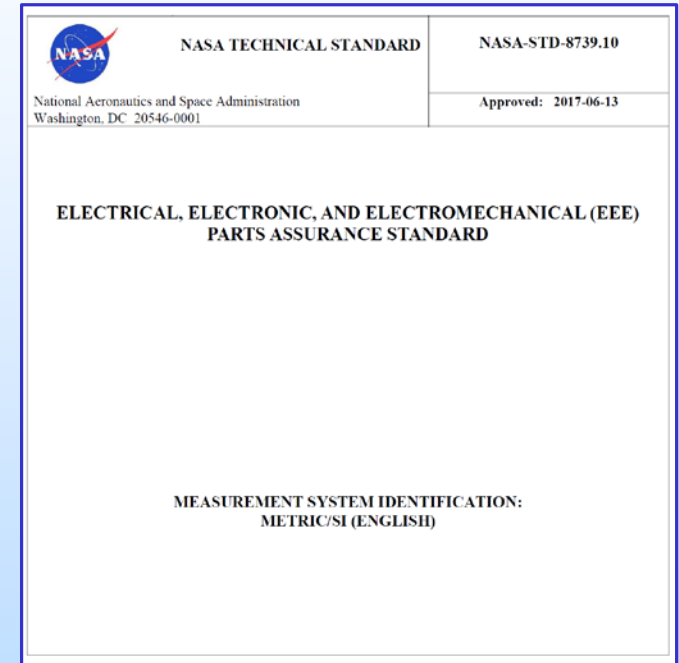 NASA
NASA TECHNICAL STANDARD
NASA-STD-8739.10
National Aeronautics and Space Administration
Washington, DC 20546-0001
Approved: 2017-06-13
ELECTRICAL, ELECTRONIC, AND ELECTROMECHANICAL (EEE)
PARTS ASSURANCE STANDARD
MEASUREMENT SYSTEM IDENTIFICATION:
METRIC/SI (ENGLISH)